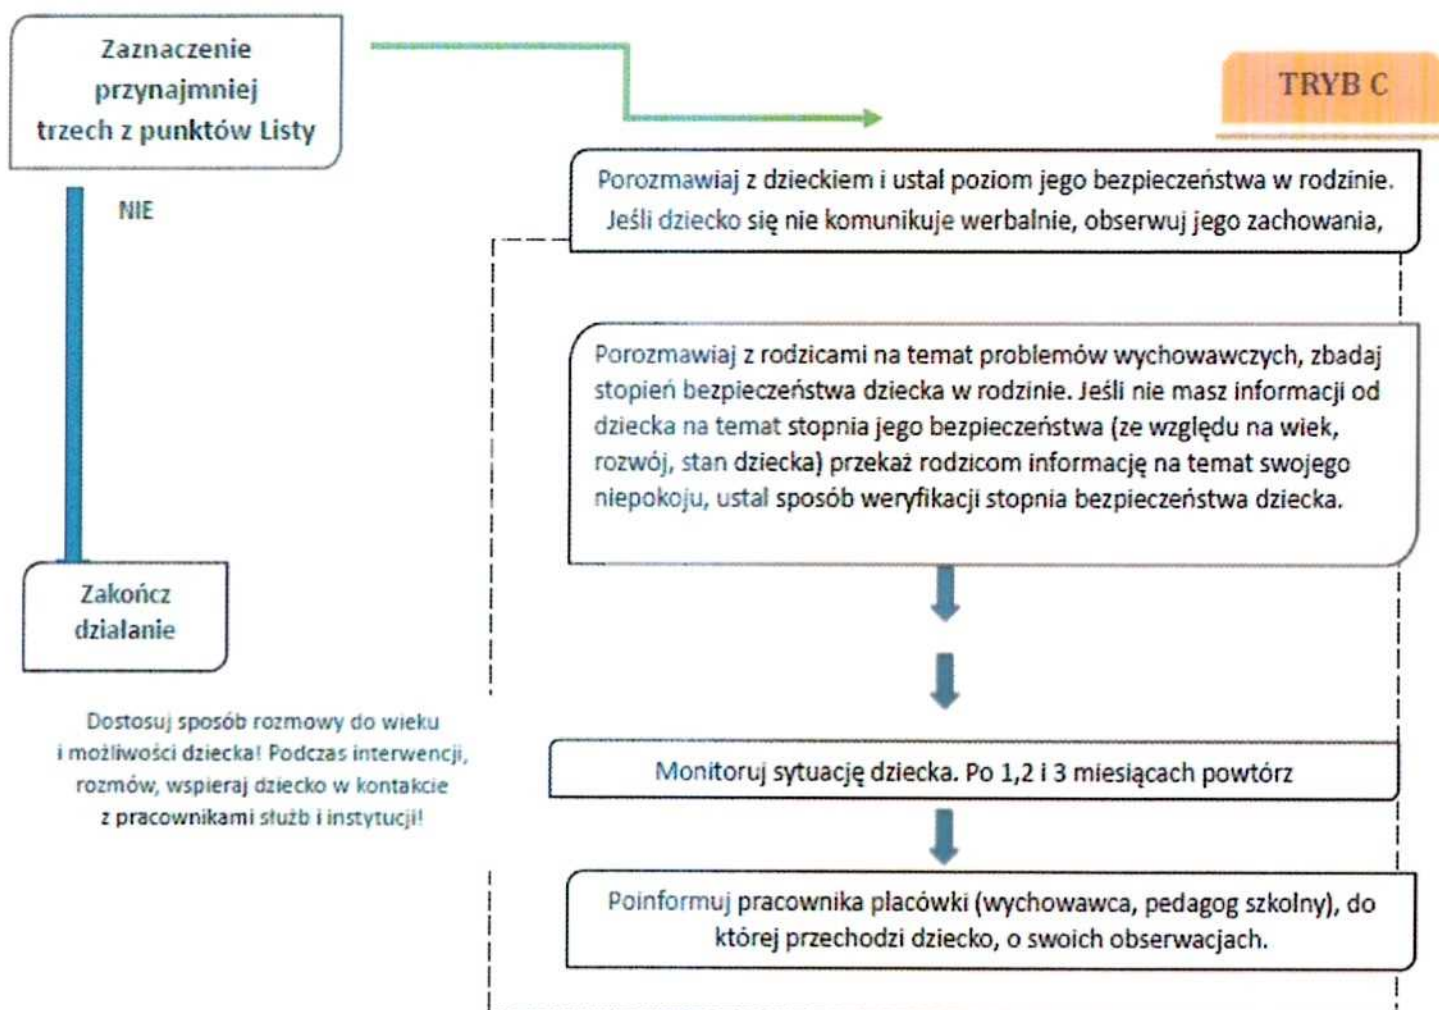 Zaznaczenie
przynajmniej
trzech z punktów Listy
TRYB C
Porozmawiaj z dzieckiem i ustal poziom jego bezpieczeństwa w rodzinie.
Jeśli dziecko się nie komunikuje werbalnie, obserwuj jego zachowania,
NIE
Porozmawiaj z rodzicami na temat problemów wychowawczych, zbadaj
stopień bezpieczeństwa dziecka w rodzinie. Jeśli nie masz informacji od
dziecka na temat stopnia jego bezpieczeństwa (ze względu na wiek,
rozwój, stan dziecka) przekaż rodzicom informację na temat swojego
niepokoju, ustal sposób weryfikacji stopnia bezpieczeństwa dziecka.
Zakończ
działanie
Dostosuj sposób rozmowy do wieku
i możliwości dziecka! Podczas interwencji,
rozmów, wspieraj dziecko w kontakcie
z pracownikami służb i instytucji!
Monitoruj sytuację dziecka. Po 1,2 i 3 miesiącach powtórz
Poinformuj pracownika placówki (wychowawca, pedagog szkolny), do
której przechodzi dziecko, o swoich obserwacjach.